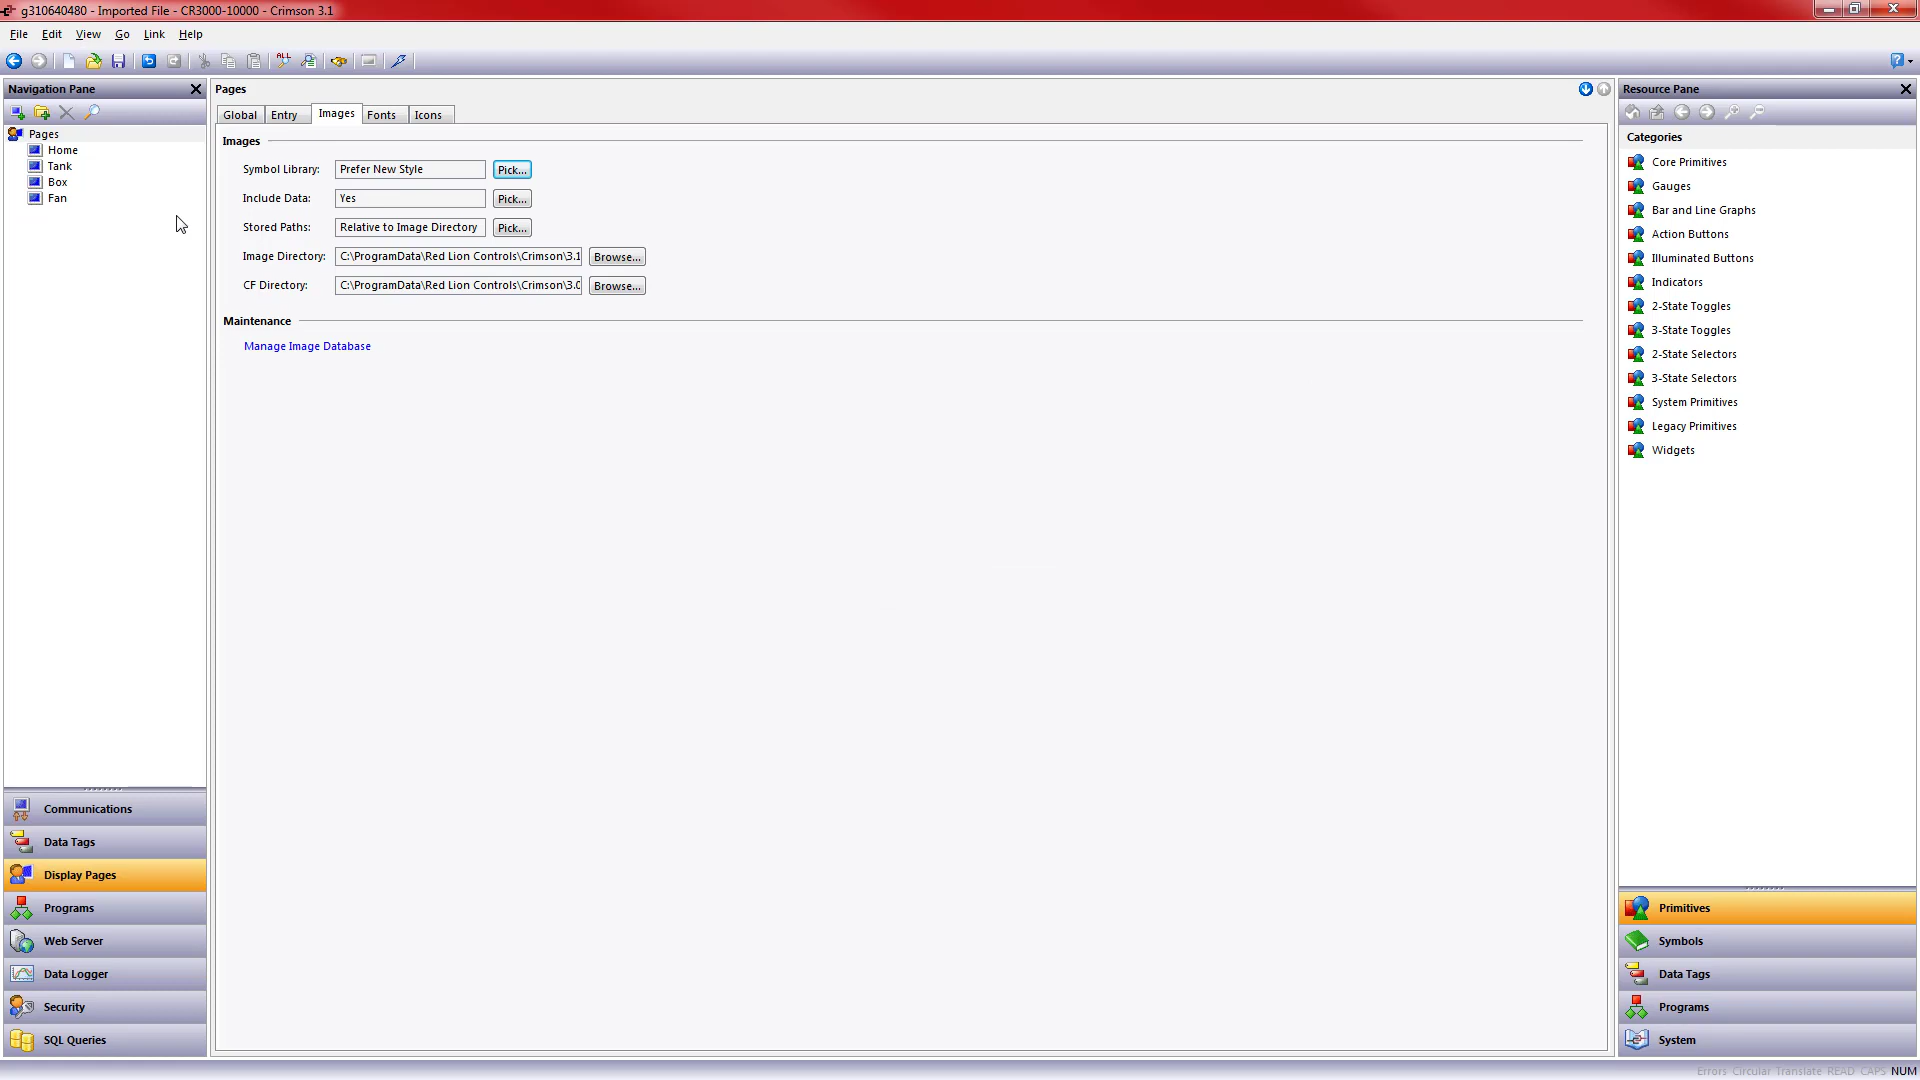 g310640480 - Imported File - CR3000-10000 - Crimson 3.1
File Edit View Go Link Help
ALL
?
Navigation Pane
Pages
Home
Tank
Box
Fan
Communications
Data Tags
Display Pages
Programs
Web Server
Data Logger
Security
SQL Queries
Pages
Global Entry Images Fonts Icons
Images
Symbol Library: Prefer New Style Pick...
Include Data: Yes Pick...
Stored Paths: Relative to Image Directory Pick...
Image Directory: C:\ProgramData\Red Lion Controls\Crimson\3.1 Browse...
CF Directory: C:\ProgramData\Red Lion Controls\Crimson\3.0 Browse...
Maintenance
Manage Image Database
Resource Pane
Categories
Core Primitives
Gauges
Bar and Line Graphs
Action Buttons
Illuminated Buttons
Indicators
2-State Toggles
3-State Toggles
2-State Selectors
3-State Selectors
System Primitives
Legacy Primitives
Widgets
Primitives
Symbols
Data Tags
Programs
System
Errors Circular Translate READ CAPS NUM